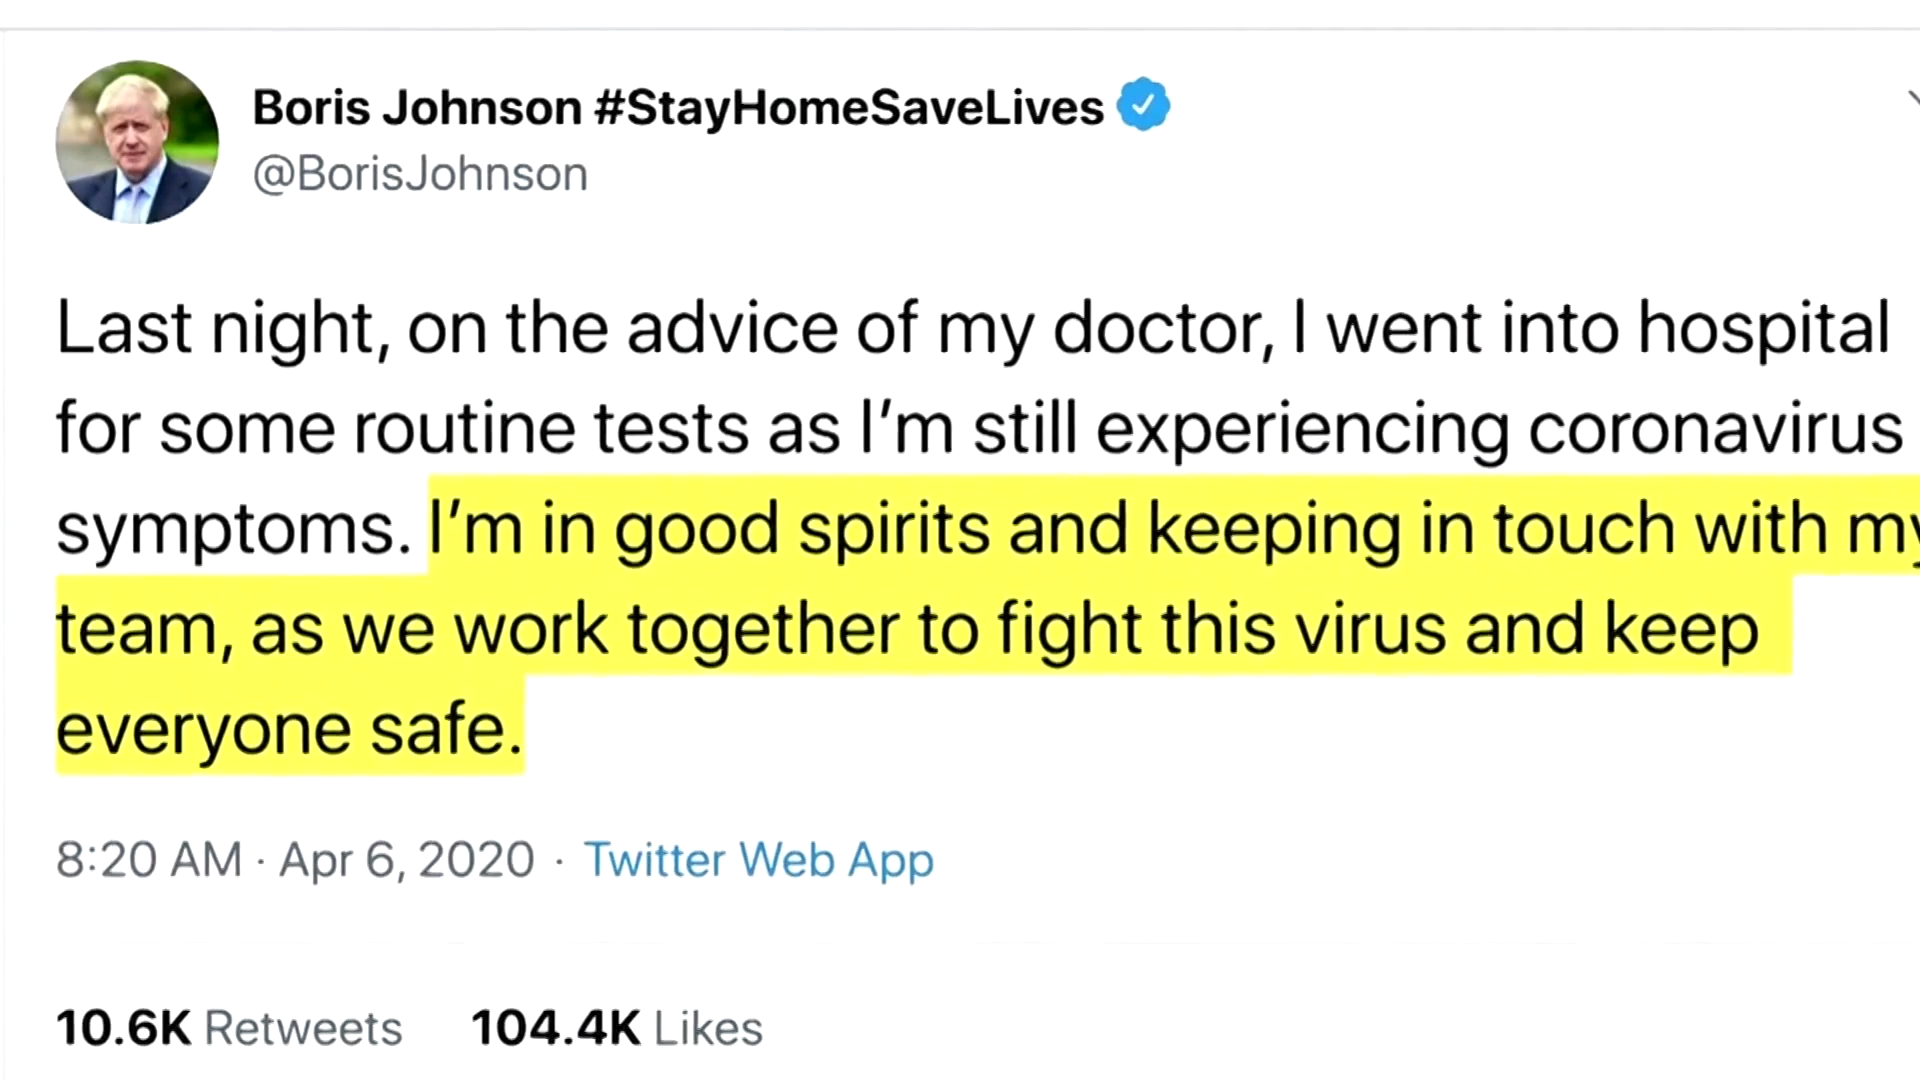 Boris Johnson #StayHomeSaveLives
@BorisJohnson
Last night, on the advice of my doctor, I went into hospital
for some routine tests as I’m still experiencing coronavirus
symptoms. I’m in good spirits and keeping in touch with my
team, as we work together to fight this virus and keep
everyone safe.
8:20 AM · Apr 6, 2020 · Twitter Web App
10.6K Retweets 104.4K Likes